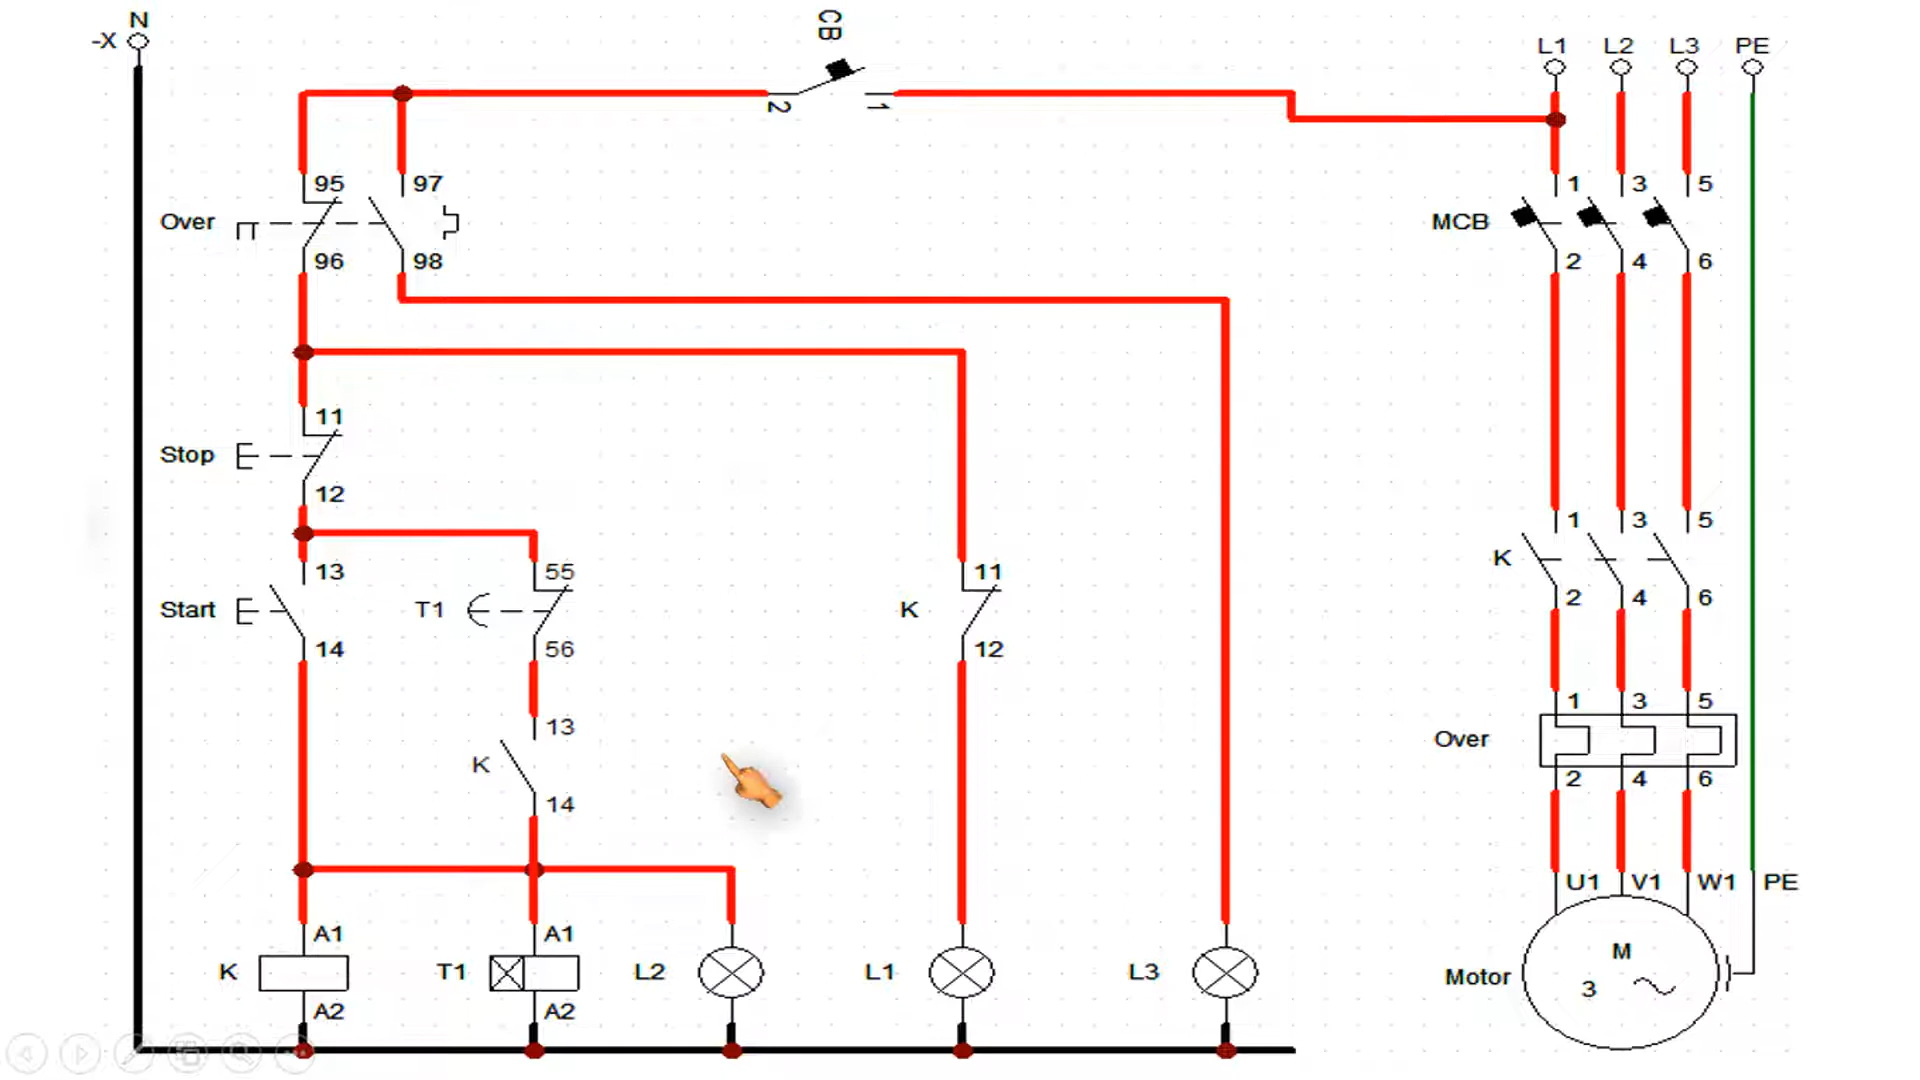 N
-X
CB
2 1
L1 L2 L3 PE
95 97
Over
96 98
1 3 5
MCB
2 4 6
11
Stop
12
13 55
Start T1
14 56
13
K
14
11
K
12
1 3 5
K
2 4 6
1 3 5
Over
2 4 6
U1 V1 W1 PE
A1 A1
K T1 L2 L1 L3
A2 A2
M
Motor
3